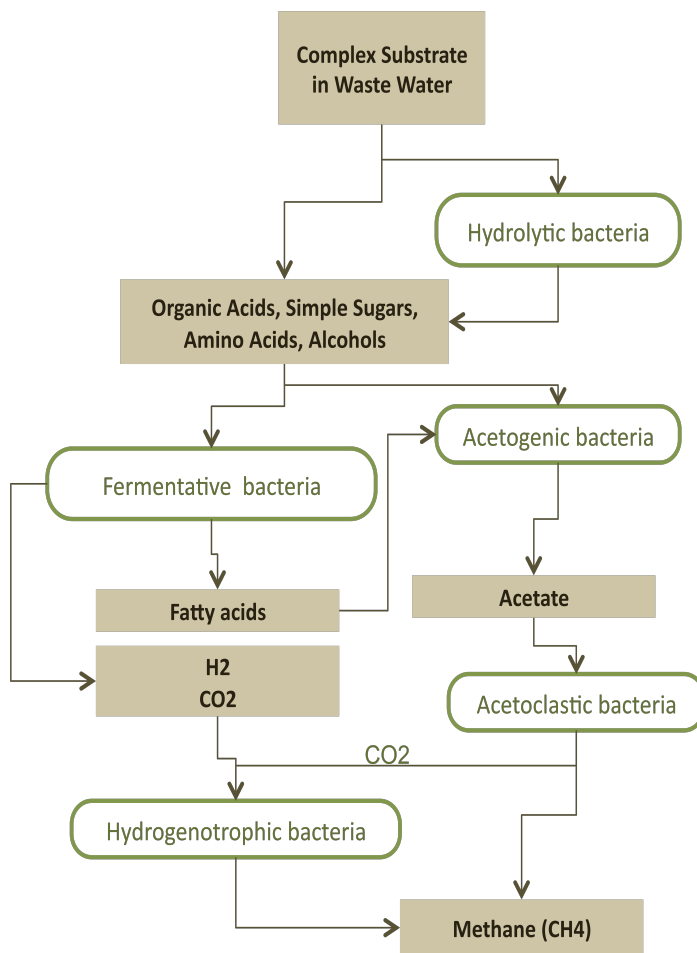 Complex Substrate
in Waste Water
Hydrolytic bacteria
Organic Acids, Simple Sugars,
Amino Acids, Alcohols
Acetogenic bacteria
Fermentative bacteria
Fatty acids
Acetate
H2
CO2
Acetoclastic bacteria
CO2
Hydrogenotrophic bacteria
Methane (CH4)